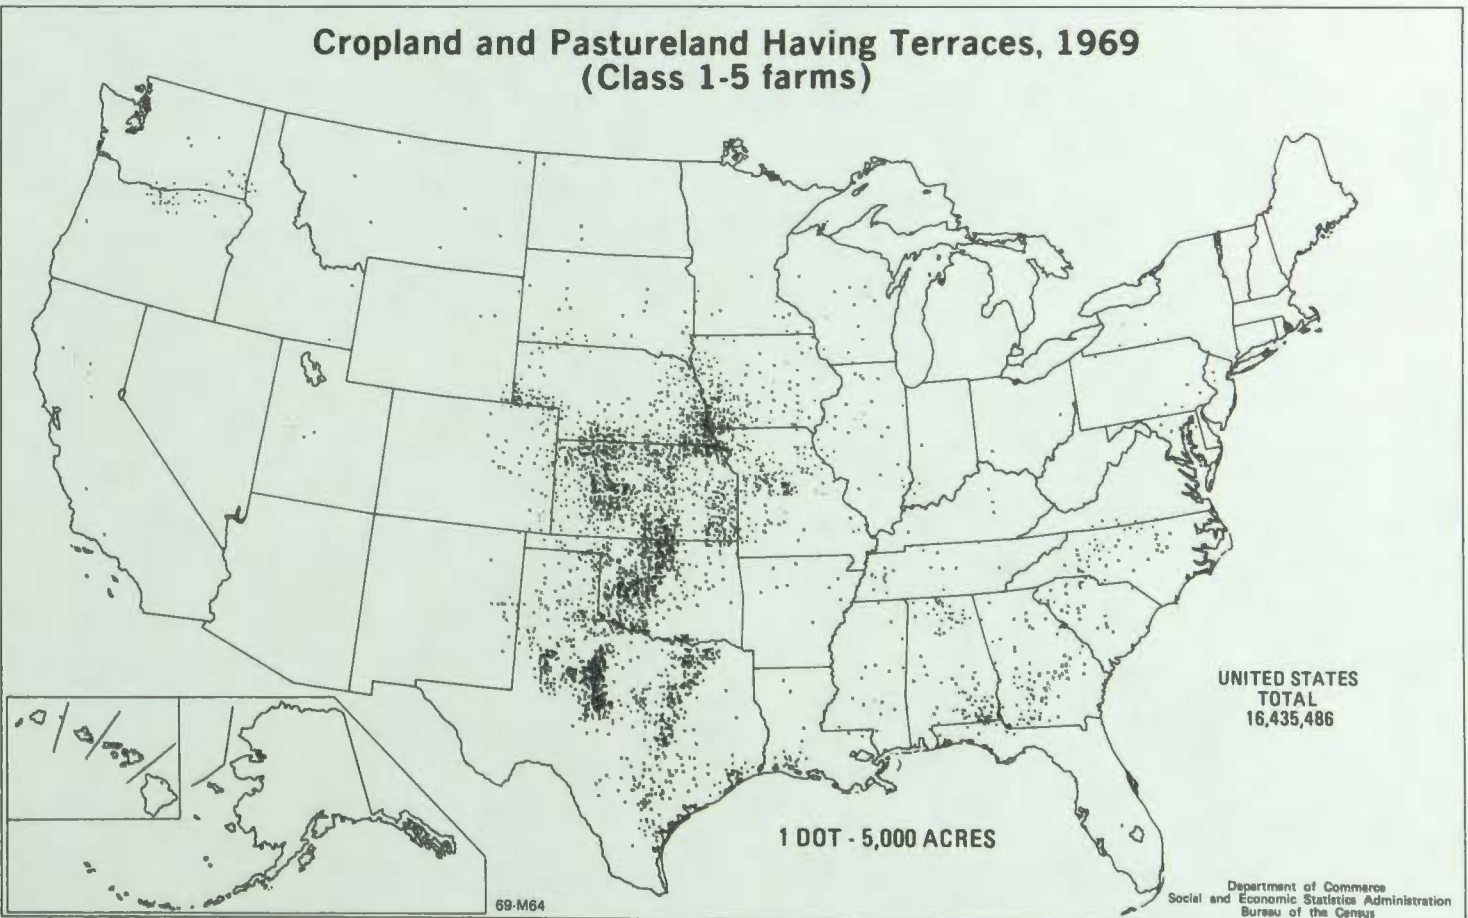 Cropland and Pastureland Having Terraces, 1969
(Class 1-5 farms)
UNITED STATES
TOTAL
16,435,486
1 DOT - 5,000 ACRES
69-M64
Department of Commerce
Social and Economic Statistics Administration
Bureau of the Census